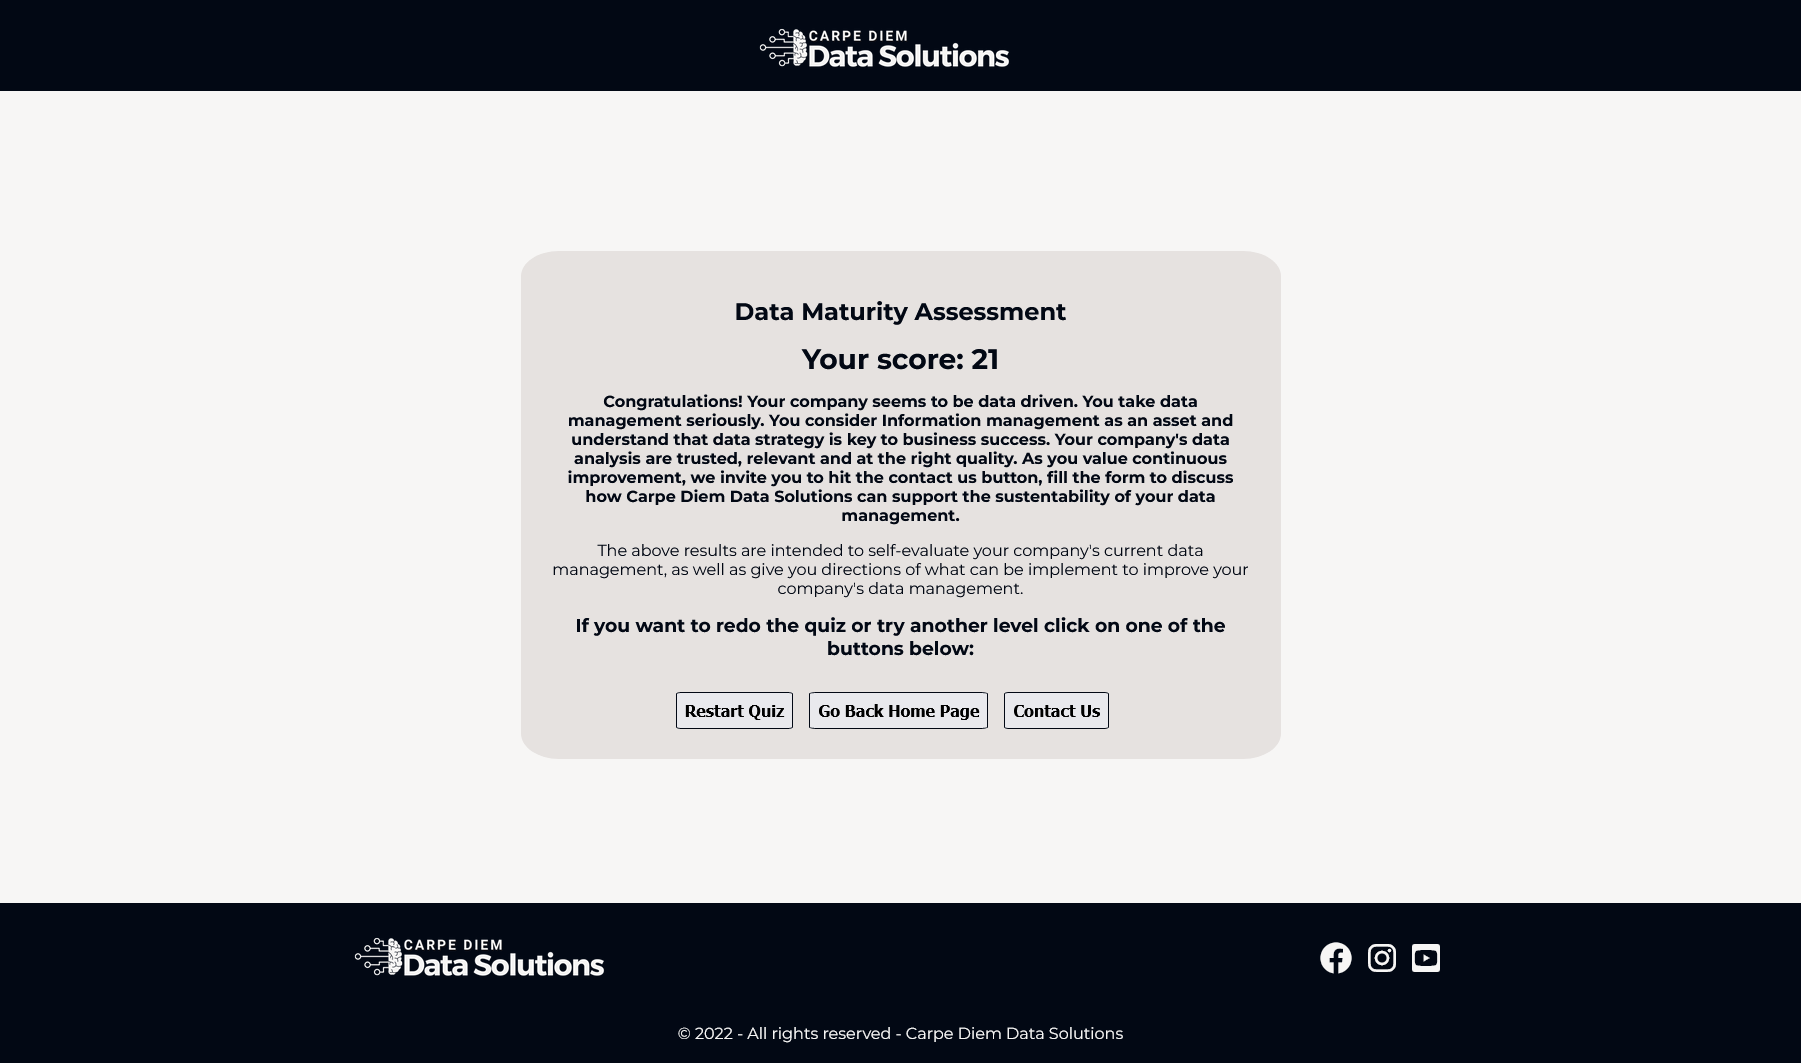 CARPE DIEM
Data Solutions
Data Maturity Assessment
Your score: 21
Congratulations! Your company seems to be data driven. You take data
management seriously. You consider Information management as an asset and
understand that data strategy is key to business success. Your company's data
analysis are trusted, relevant and at the right quality. As you value continuous
improvement, we invite you to hit the contact us button, fill the form to discuss
how Carpe Diem Data Solutions can support the sustentability of your data
management.
The above results are intended to self-evaluate your company's current data
management, as well as give you directions of what can be implement to improve your
company's data management.
If you want to redo the quiz or try another level click on one of the
buttons below:
Restart Quiz Go Back Home Page Contact Us
CARPE DIEM
Data Solutions
© 2022 - All rights reserved - Carpe Diem Data Solutions